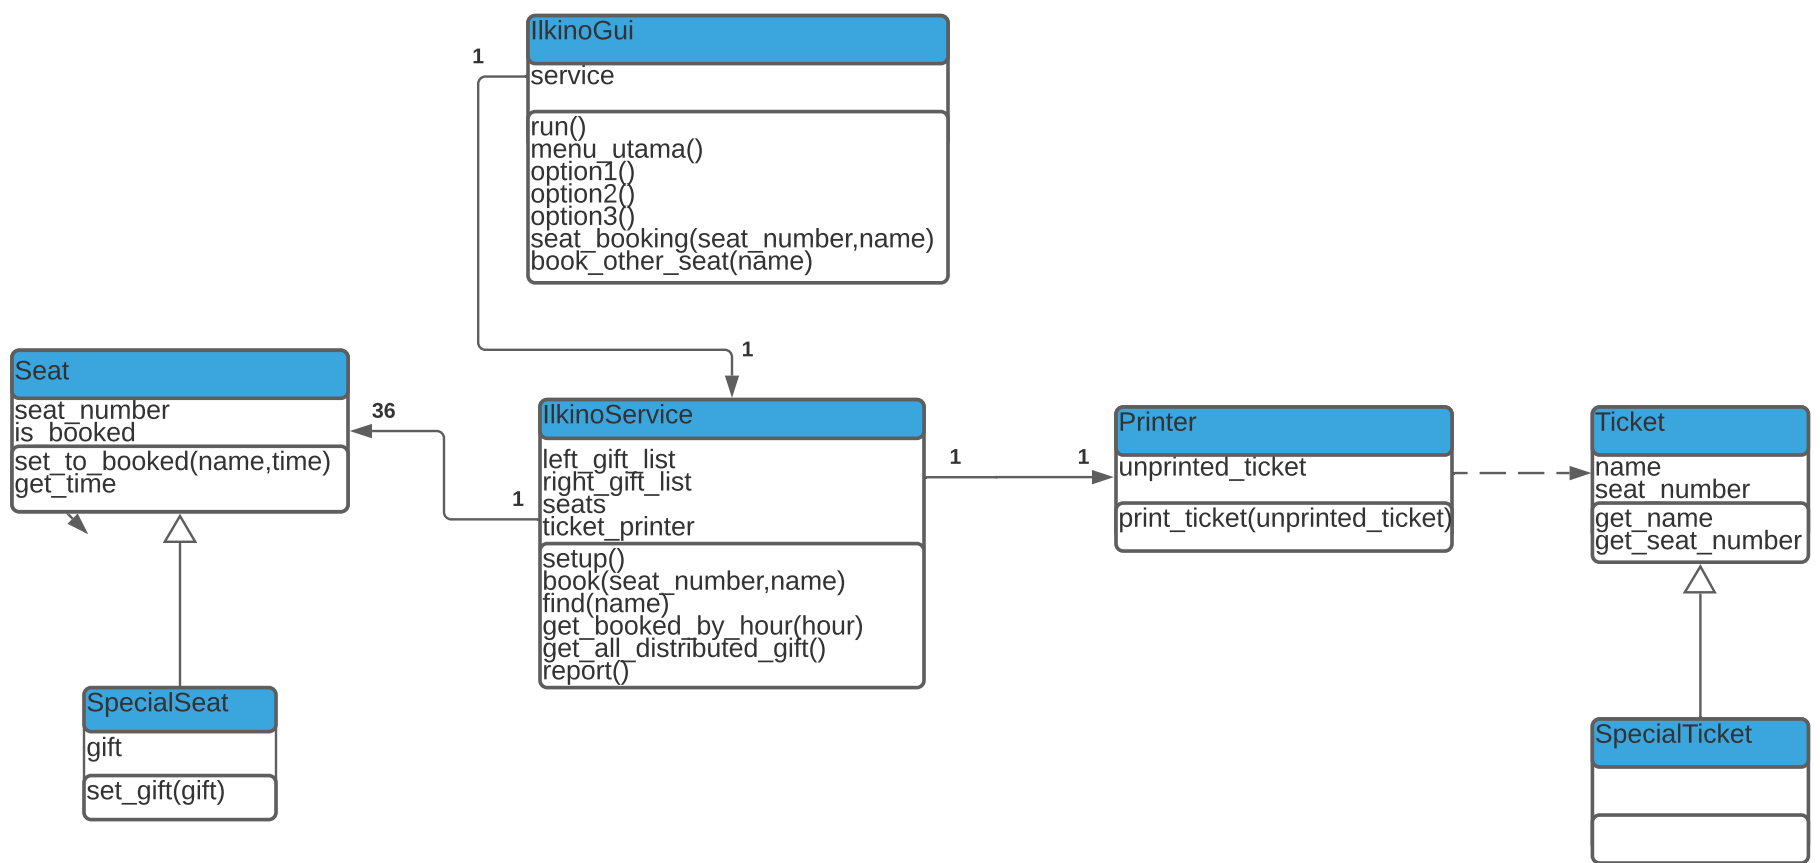 IlkinoGui
1
service
run()
menu_utama()
option1()
option2()
option3()
seat_booking(seat_number,name)
book_other_seat(name)
1
Seat
seat_number
is_booked
set_to_booked(name,time)
get_time
36
1
IlkinoService
left_gift_list
right_gift_list
seats
ticket_printer
setup()
book(seat_number,name)
find(name)
get_booked_by_hour(hour)
get_all_distributed_gift()
report()
1
1
Printer
unprinted_ticket
print_ticket(unprinted_ticket)
Ticket
name
seat_number
get_name
get_seat_number
SpecialSeat
gift
set_gift(gift)
SpecialTicket